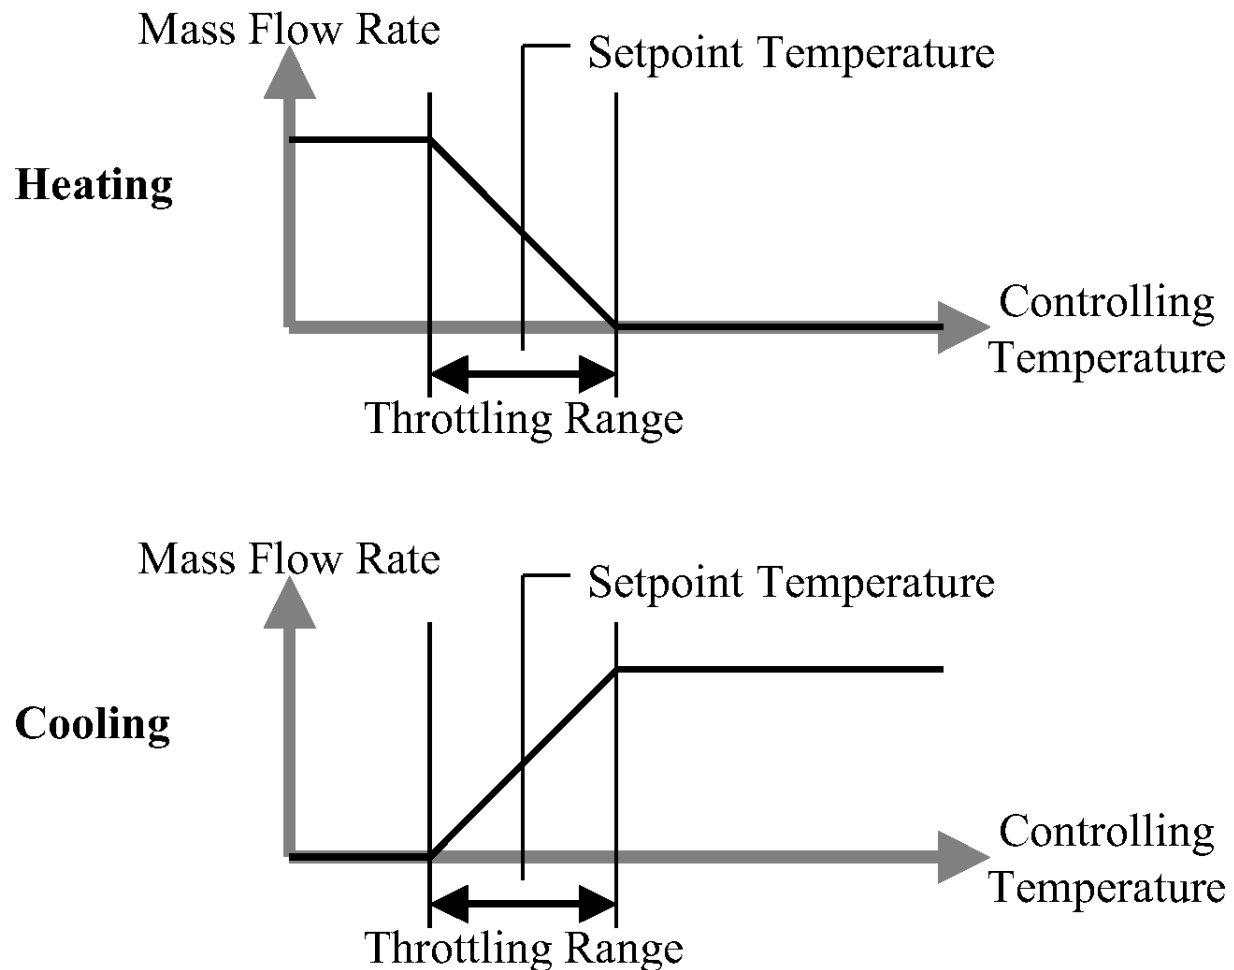 Mass Flow Rate
Setpoint Temperature
Heating
Controlling
Temperature
Throttling Range
Mass Flow Rate
Setpoint Temperature
Cooling
Controlling
Temperature
Throttling Range